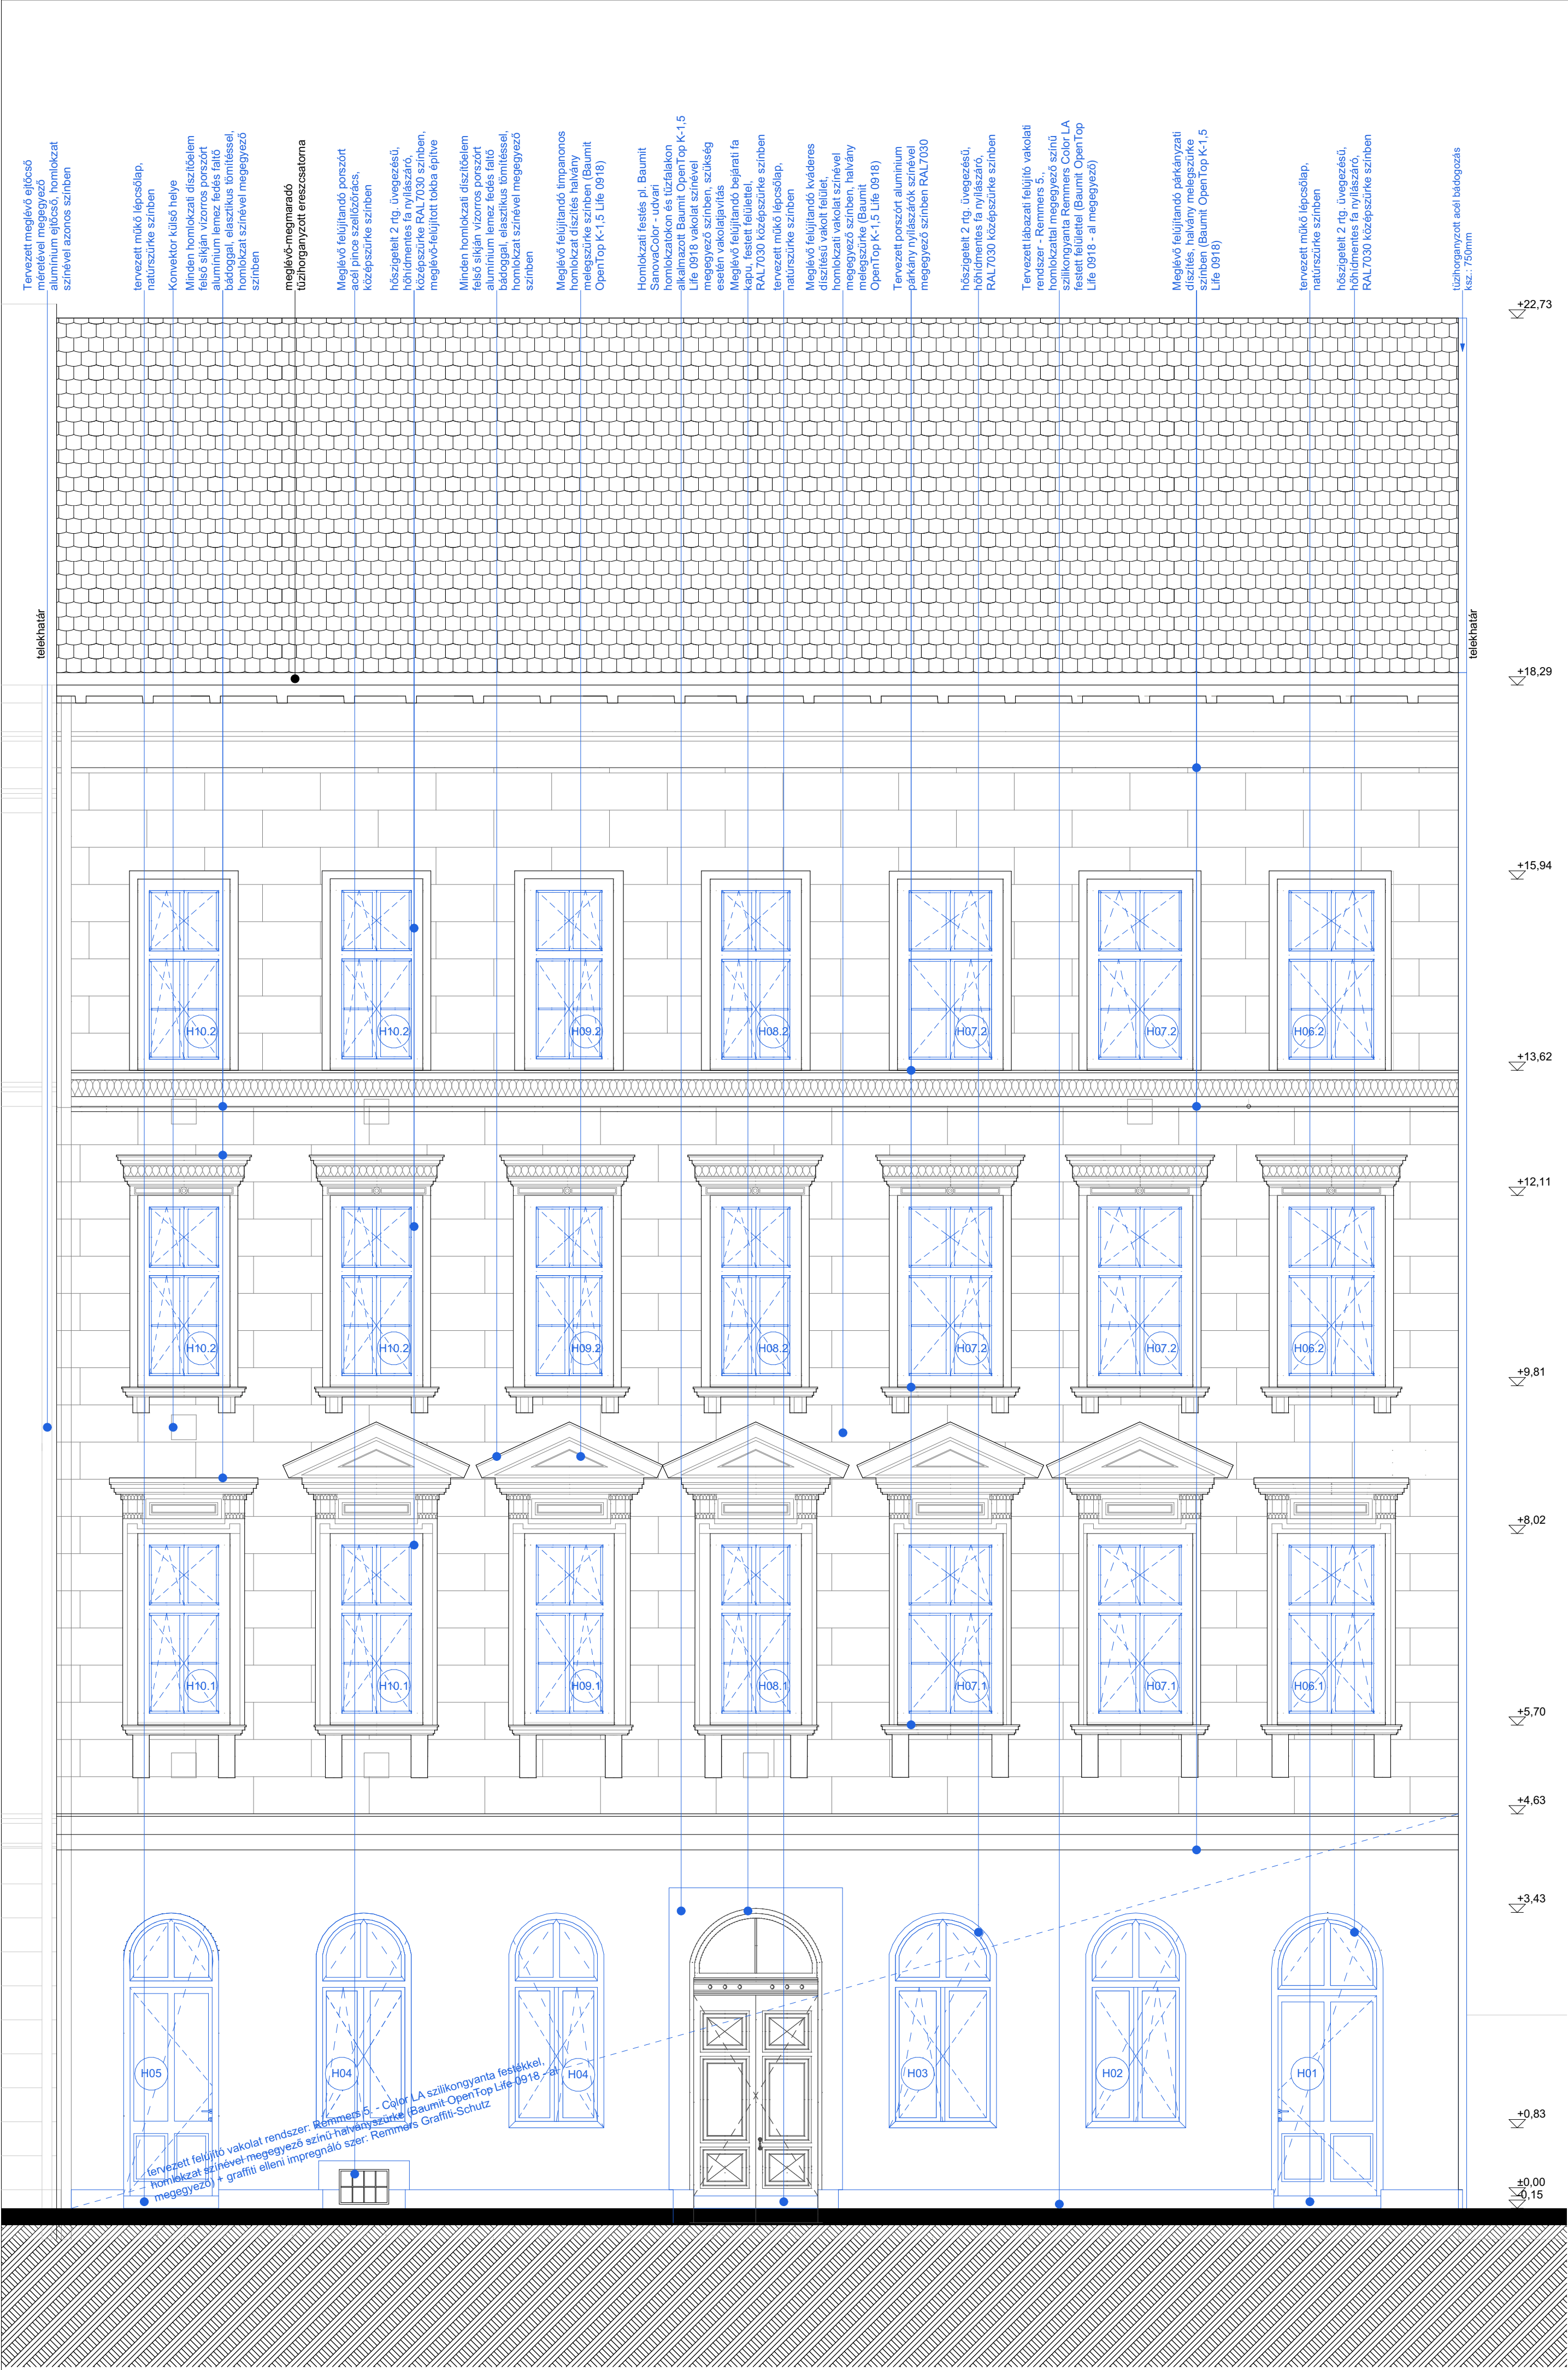 Tervezett meglévő ejtőcső
méretével megegyező
alumínium ejtőcső, homlokzat
színével azonos színben
tervezett műkő lépcsőlap,
natúrszürke színben
Konvektor külső helye
Minden homlokzati díszítőelem
felső síkján vízorros porszórt
alumínium lemez fedés faltő
bádoggal, elasztikus tömítéssel,
homlokzat színével megegyező
színben
meglévő-megmaradó
tűzihorganyzott ereszcsatorna
Meglévő felújítandó porszórt
acél pince szellőzőrács,
középszürke színben
hőszigetelt 2 rtg. üvegezésű,
hőhídmentes fa nyílászáró,
középszürke RAL7030 színben,
meglévő-felújított tokba építve
Minden homlokzati díszítőelem
felső síkján vízorros porszórt
alumínium lemez fedés faltő
bádoggal, elasztikus tömítéssel,
homlokzat színével megegyező
színben
Meglévő felújítandó timpanonos
homlokzat díszítés halvány
melegszürke színben (Baumit
OpenTop K-1,5 Life 0918)
Homlokzati festés pl. Baumit
SanovaColor - udvari
homlokzatokon és tűzfalakon
alkalmazott Baumit OpenTop K-1,5
Life 0918 vakolat színével
megegyező színben, szükség
esetén vakolatjavítás
Meglévő felújítandó bejárati fa
kapu, festett felülettel,
RAL7030 középszürke színben
tervezett műkő lépcsőlap,
natúrszürke színben
Meglévő felújítandó kváderes
díszítésű vakolt felület,
homlokzati vakolat színével
megegyező színben, halvány
melegszürke (Baumit
OpenTop K-1,5 Life 0918)
Tervezett porszórt alumínium
párkány nyílászárók színével
megegyező színben RAL7030
hőszigetelt 2 rtg. üvegezésű,
hőhídmentes fa nyílászáró,
RAL7030 középszürke színben
Tervezett lábazati felújító vakolati
rendszer - Remmers 5.,
homlokzattal megegyező színű
szilikongyanta Remmers Color LA
festett felülettel (Baumit OpenTop
Life 0918 - al megegyező)
Meglévő felújítandó párkányzati
díszítés, halvány melegszürke
színben (Baumit OpenTop K-1,5
Life 0918)
tervezett műkő lépcsőlap,
natúrszürke színben
hőszigetelt 2 rtg. üvegezésű,
hőhídmentes fa nyílászáró,
RAL7030 középszürke színben
tűzihorganyzott acél bádogozás
ksz.: 750mm
+22,73
telekhatár
telekhatár
+18,29
+15,94
H10.2
H10.2
H09.2
H08.2
H07.2
H07.2
H06.2
+13,62
+12,11
H10.2
H10.2
H09.2
H08.2
H07.2
H07.2
H06.2
+9,81
+8,02
H10.1
H10.1
H09.1
H08.1
H07.1
H07.1
H06.1
+5,70
+4,63
+3,43
H05
H04
H04
H03
H02
H01
tervezett felújító vakolat rendszer: Remmers 5. - Color LA szilikongyanta festékkel,
homlokzat színével megegyező színű halványszürke (Baumit OpenTop Life 0918 - al
megegyező) + graffiti elleni impregnáló szer: Remmers Graffiti-Schutz
+0,83
±0,00
-0,15